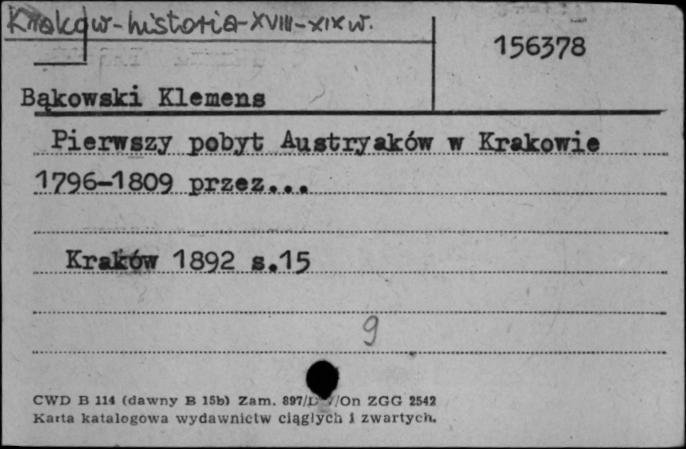 Kraków-historia-XVIII-XIX w.
156378
Bąkowski Klemens
Pierwszy pobyt Austryaków w Krakowie
1796-1809 przez...
Kraków 1892 s.15
9
CWD B 114 (dawny B 15b) Zam. 897/ /On ZGG 2542
Karta katalogowa wydawnictw ciągłych i zwartych.